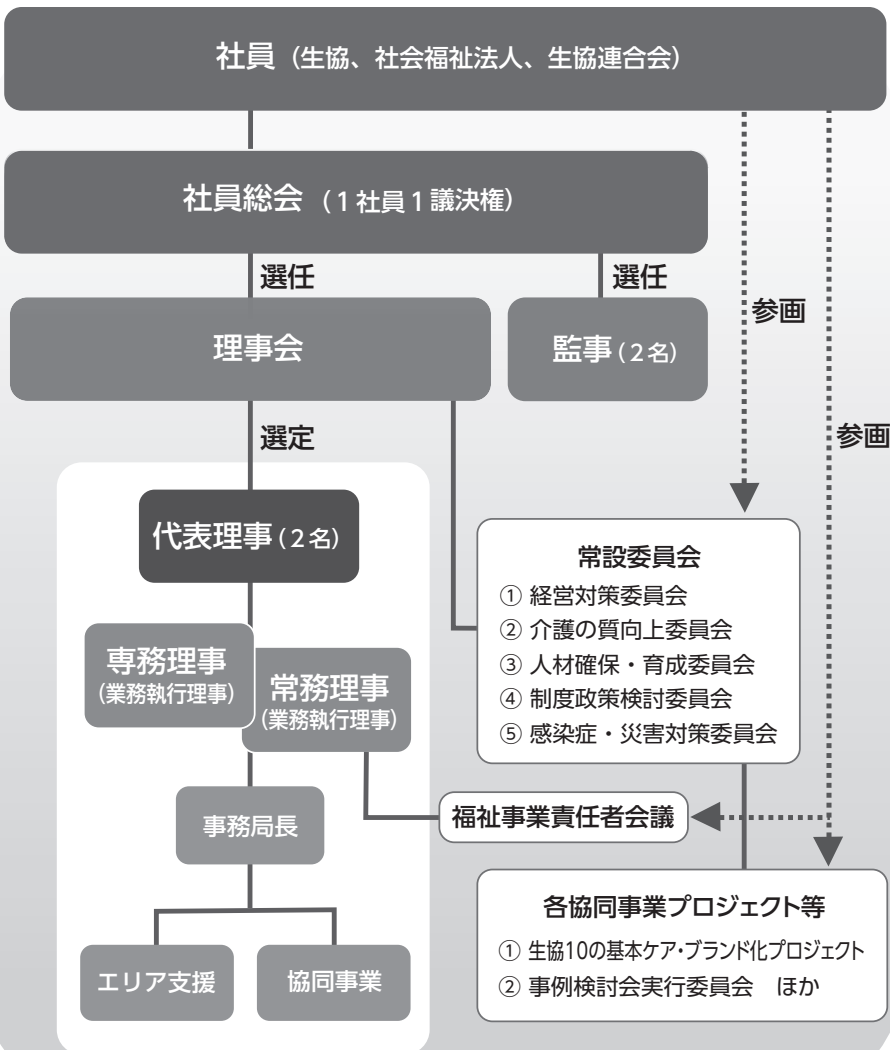 社員（生協、社会福祉法人、生協連合会）
社員総会（1社員1議決権）
選任
選任
理事会
監事（2名）
参画
参画
選定
代表理事（2名）
専務理事
（業務執行理事）
常務理事
（業務執行理事）
事務局長
エリア支援
協同事業
常設委員会
① 経営対策委員会
② 介護の質向上委員会
③ 人材確保・育成委員会
④ 制度政策検討委員会
⑤ 感染症・災害対策委員会
福祉事業責任者会議
各協同事業プロジェクト等
① 生協10の基本ケア・ブランド化プロジェクト
② 事例検討会実行委員会　ほか